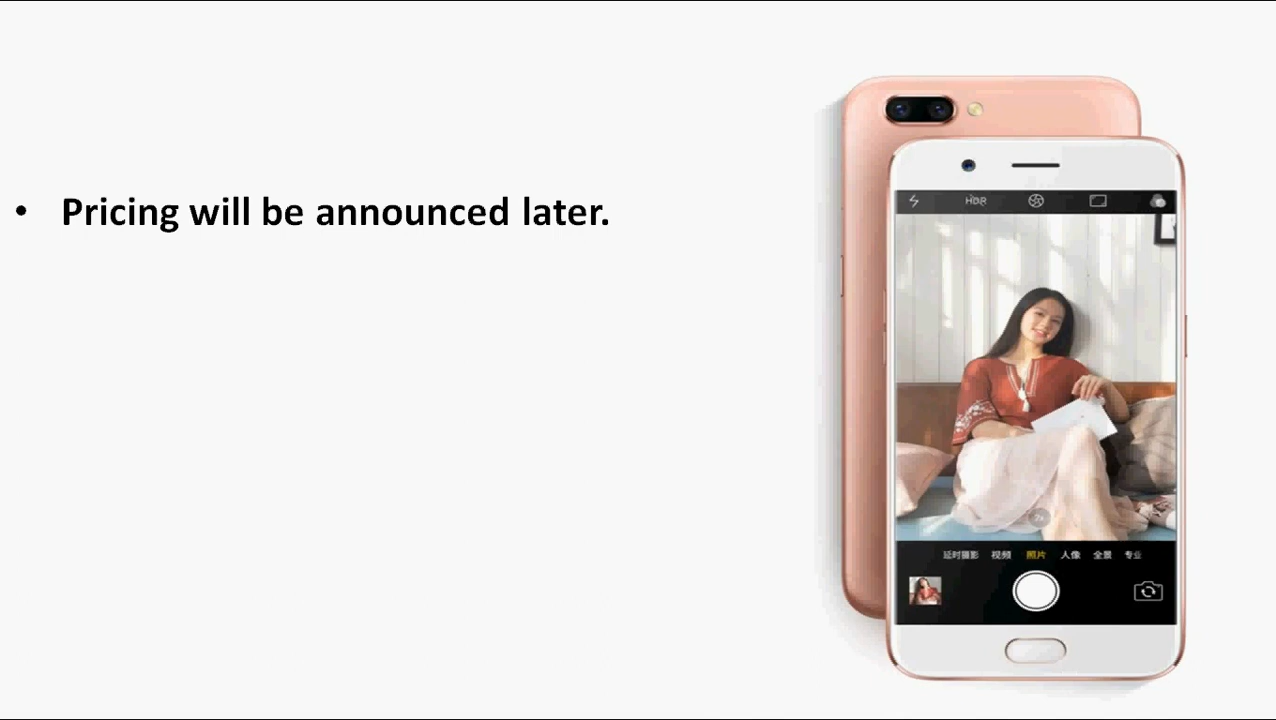 • Pricing will be announced later.
HDR
2x
延时摄影 视频 照片 人像 全景 专业